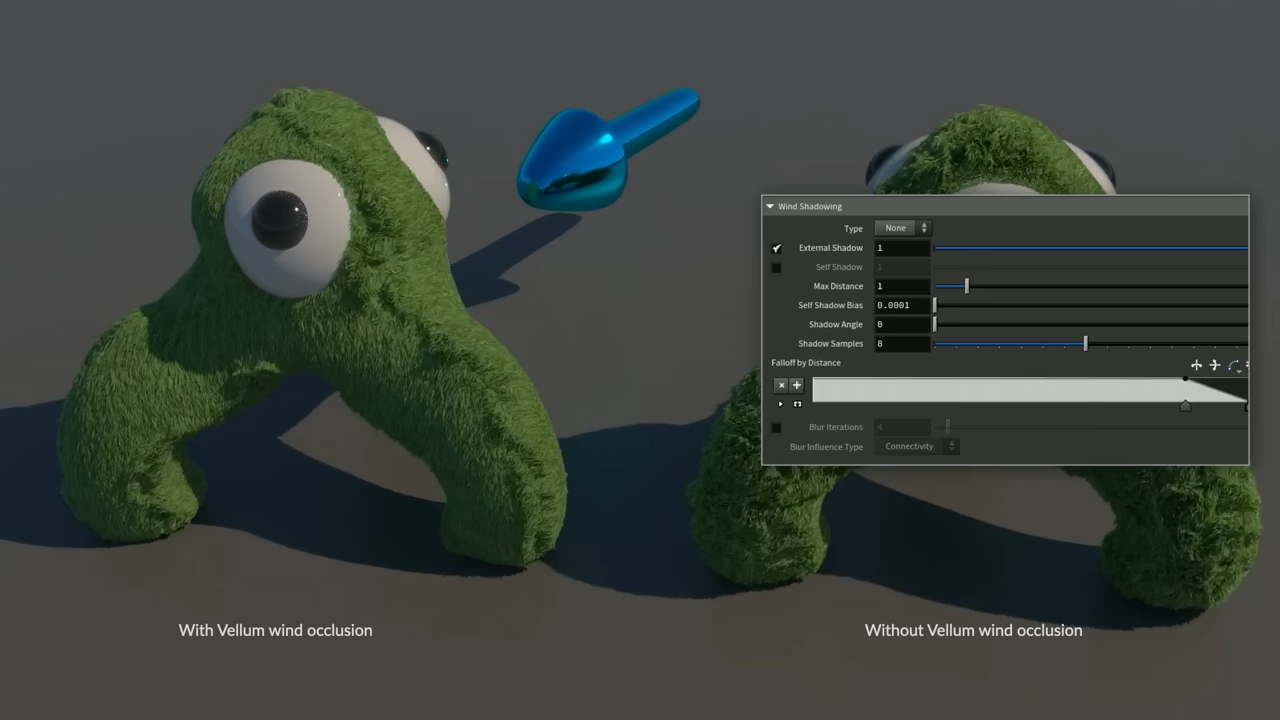 Wind Shadowing
Type None
External Shadow 1
Self Shadow 1
Max Distance 1
Self Shadow Bias 0.0001
Shadow Angle 0
Shadow Samples 8
Falloff by Distance
Blur Iterations 4
Blur Influence Type Connectivity
With Vellum wind occlusion
Without Vellum wind occlusion